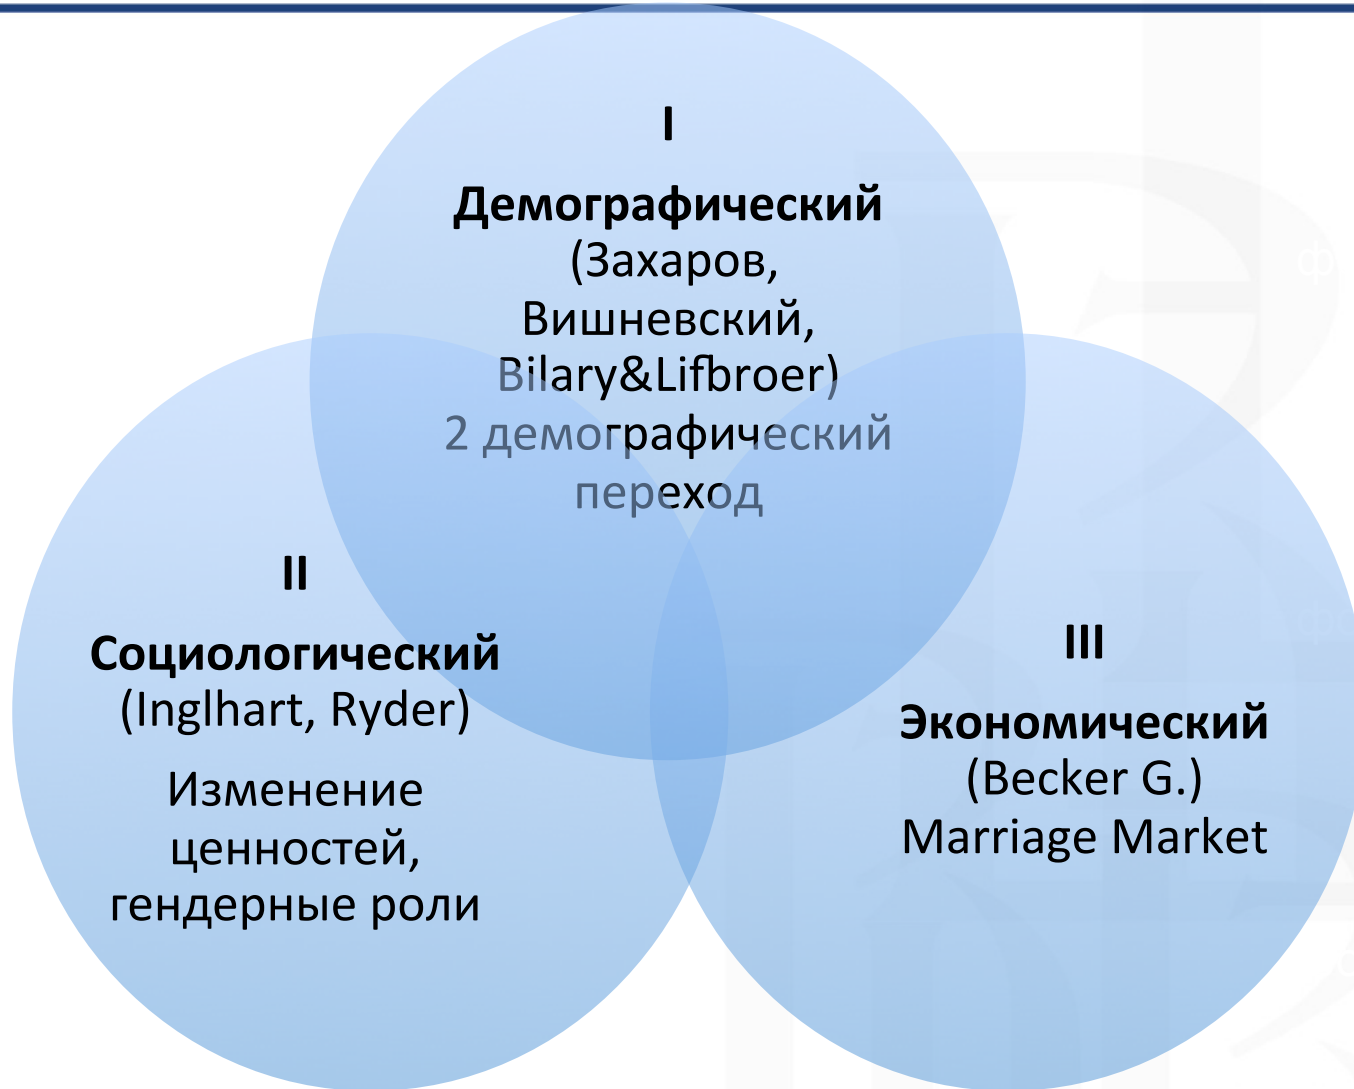 I
Демографический
(Захаров,
Вишневский,
Bilary&Lifbroer)
2 демографический
переход
II
Социологический
(Inglhart, Ryder)
Изменение
ценностей,
гендерные роли
III
Экономический
(Becker G.)
Marriage Market